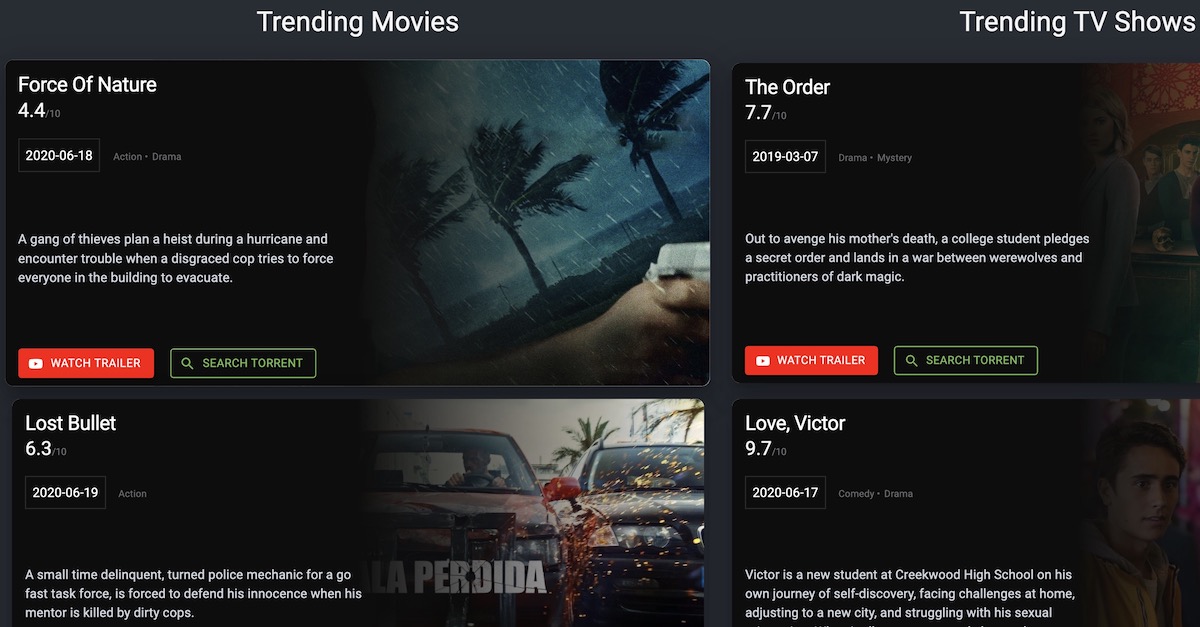 Trending Movies
Force Of Nature
4.4/10
2020-06-18 Action • Drama
A gang of thieves plan a heist during a hurricane and
encounter trouble when a disgraced cop tries to force
everyone in the building to evacuate.
WATCH TRAILER SEARCH TORRENT
Lost Bullet
6.3/10
2020-06-19 Action
A small time delinquent, turned police mechanic for a go
fast task force, is forced to defend his innocence when his
mentor is killed by dirty cops.
LA PERDIDA
Trending TV Shows
The Order
7.7/10
2019-03-07 Drama • Mystery
Out to avenge his mother's death, a college student pledges
a secret order and lands in a war between werewolves and
practitioners of dark magic.
WATCH TRAILER SEARCH TORRENT
Love, Victor
9.7/10
2020-06-17 Comedy • Drama
Victor is a new student at Creekwood High School on his
own journey of self-discovery, facing challenges at home,
adjusting to a new city, and struggling with his sexual